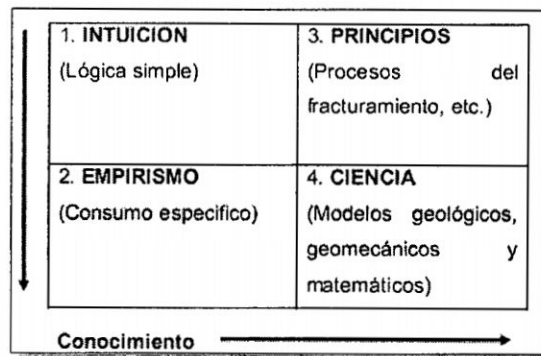 1. INTUICION
(Lógica simple)
3. PRINCIPIOS
(Procesos del
fracturamiento, etc.)
2. EMPIRISMO
(Consumo especifico)
4. CIENCIA
(Modelos geológicos,
geomecánicos y
matemáticos)
Conocimiento